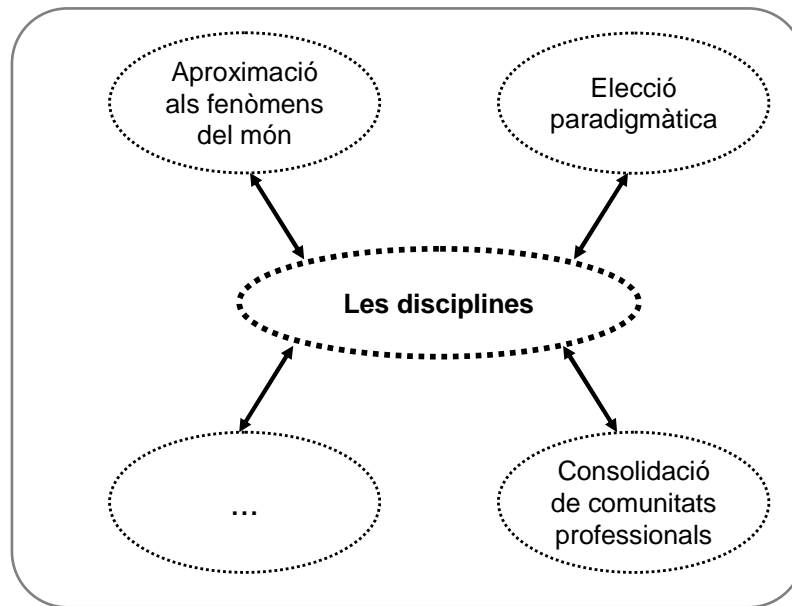 Aproximació
als fenòmens
del món
Elecció
paradigmàtica
Les disciplines
...
Consolidació
de comunitats
professionals